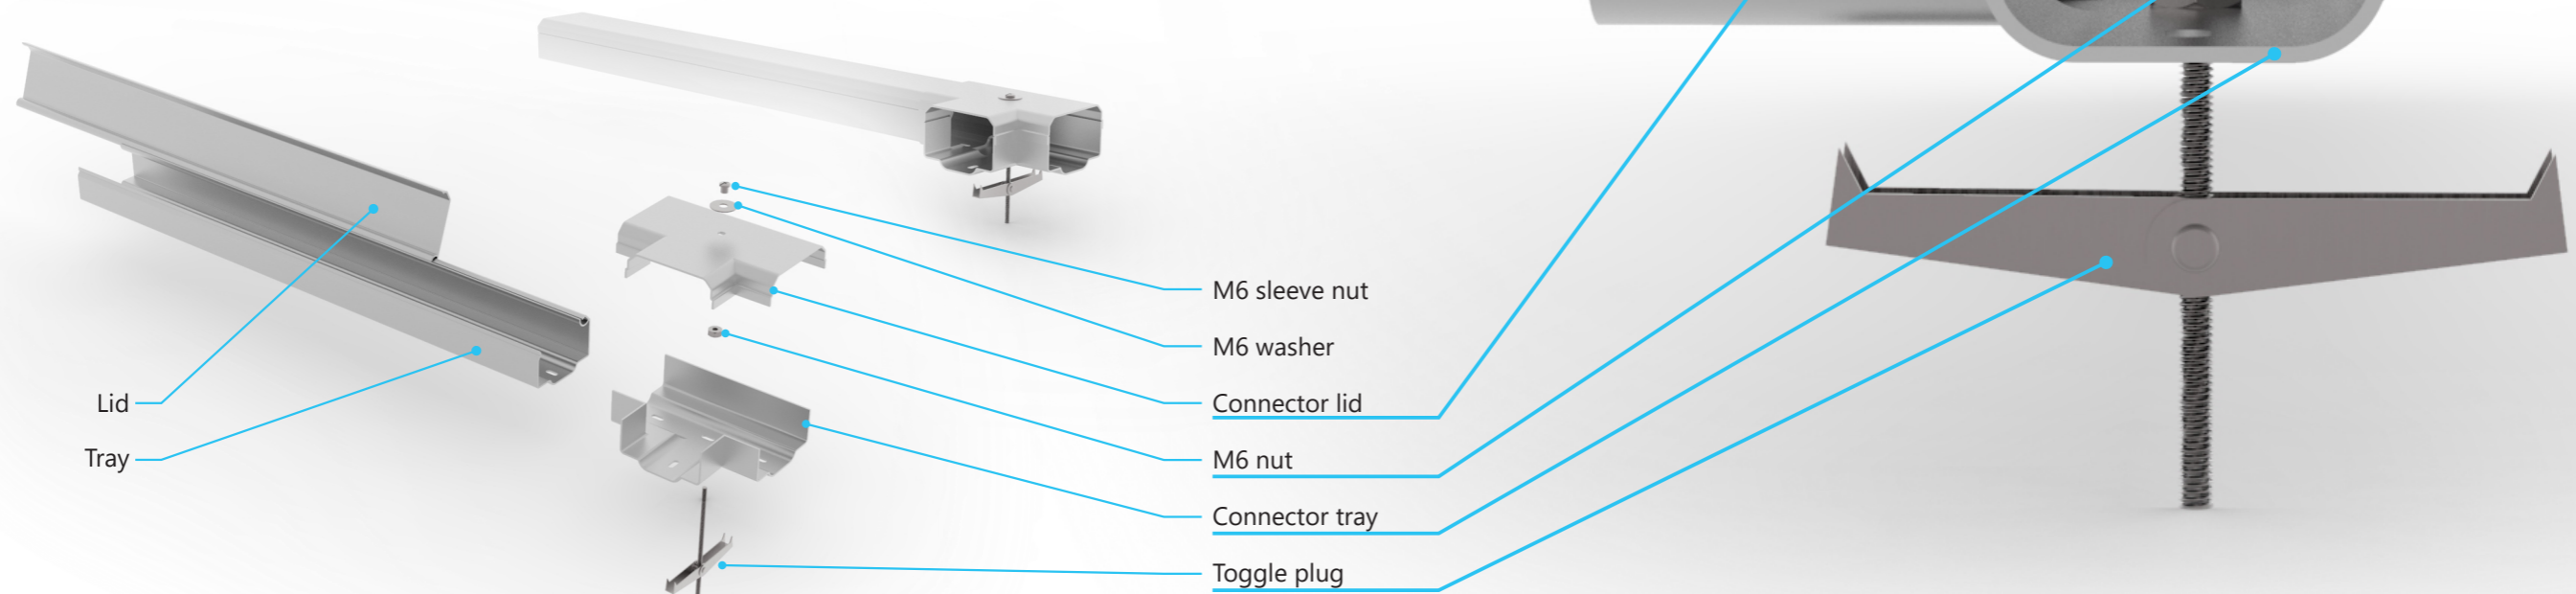 M6 sleeve nut
M6 washer
Connector lid
M6 nut
Connector tray
Toggle plug
Lid
Tray